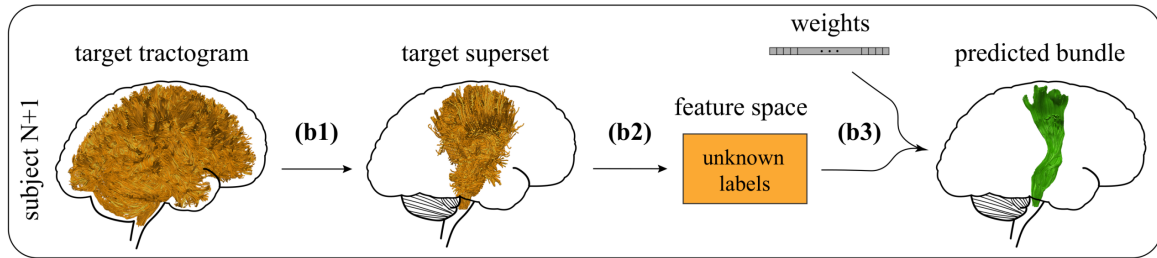 subject N+1
target tractogram
(b1)
target superset
(b2)
feature space
unknown
labels
weights
(b3)
predicted bundle